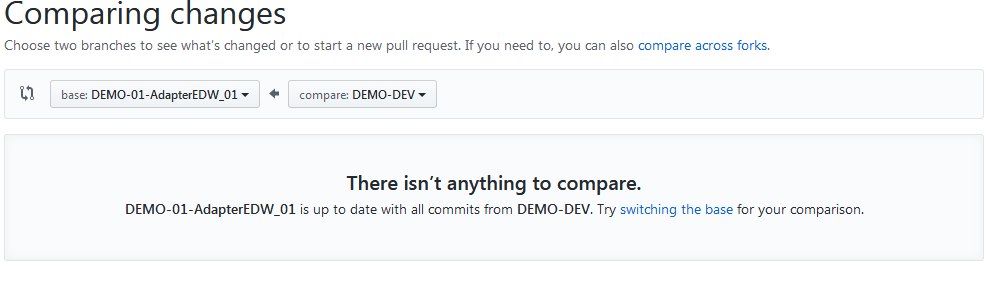 Comparing changes
Choose two branches to see what's changed or to start a new pull request. If you need to, you can also compare across forks.
base: DEMO-01-AdapterEDW_01 compare: DEMO-DEV
There isn't anything to compare.
DEMO-01-AdapterEDW_01 is up to date with all commits from DEMO-DEV. Try switching the base for your comparison.